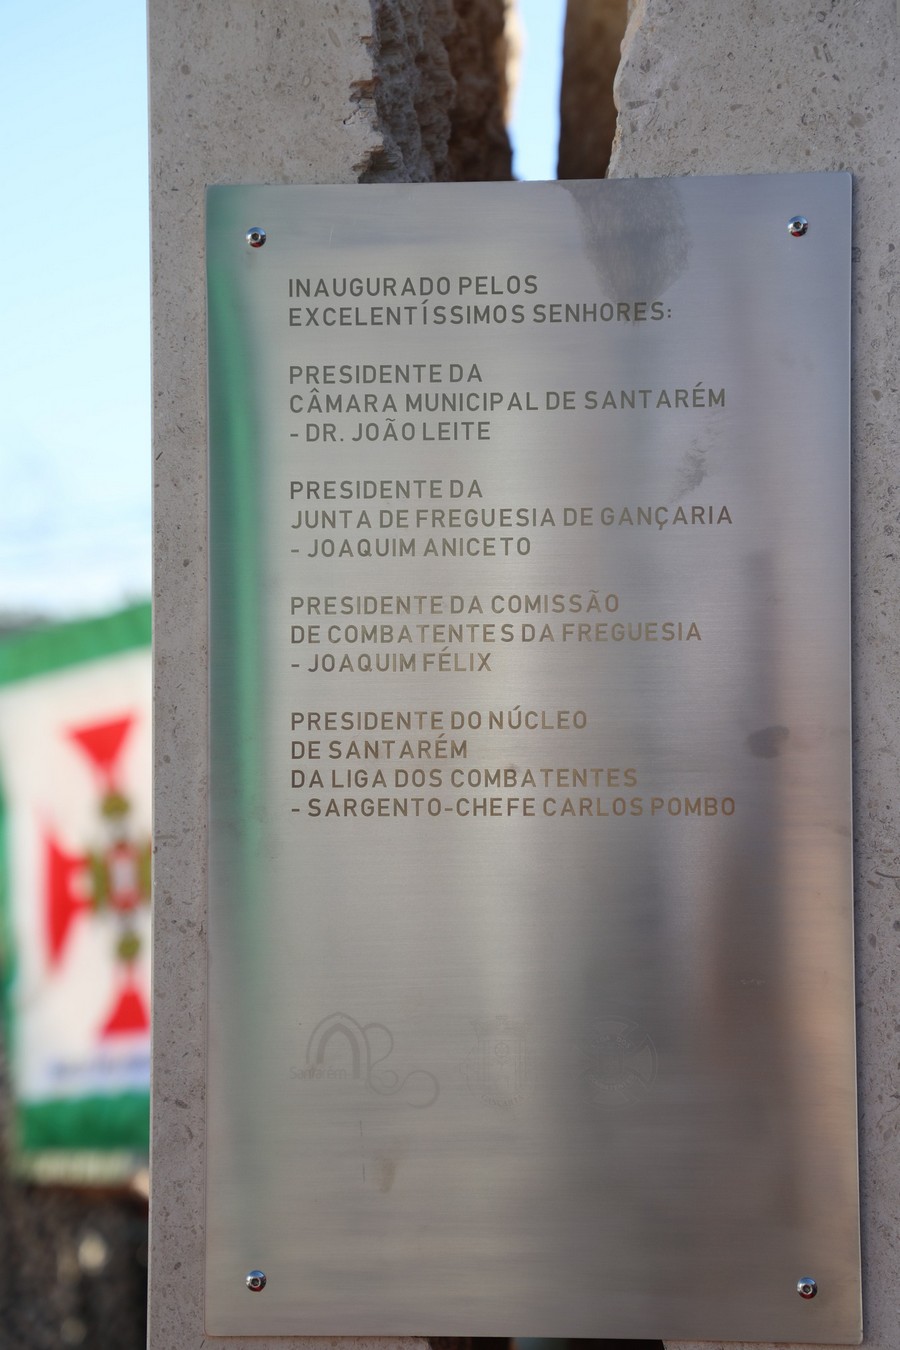 INAUGURADO PELOS
EXCELENTÍSSIMOS SENHORES:
PRESIDENTE DA
CÂMARA MUNICIPAL DE SANTARÉM
- DR. JOÃO LEITE
PRESIDENTE DA
JUNTA DE FREGUESIA DE GANÇARIA
- JOAQUIM ANICETO
PRESIDENTE DA COMISSÃO
DE COMBATENTES DA FREGUESIA
- JOAQUIM FÉLIX
PRESIDENTE DO NÚCLEO
DE SANTARÉM
DA LIGA DOS COMBATENTES
- SARGENTO-CHEFE CARLOS POMBO
Santarém